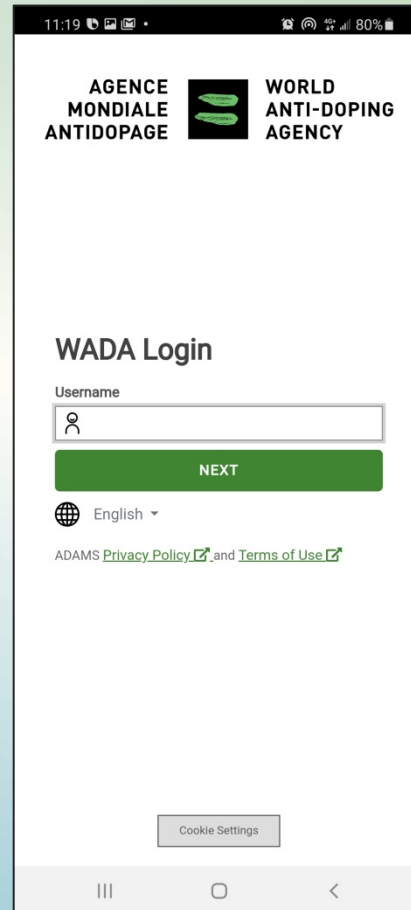 11:19
4G+
80%
AGENCE
MONDIALE
ANTIDOPAGE
WORLD
ANTI-DOPING
AGENCY
WADA Login
Username
NEXT
English
ADAMS Privacy Policy and Terms of Use
Cookie Settings